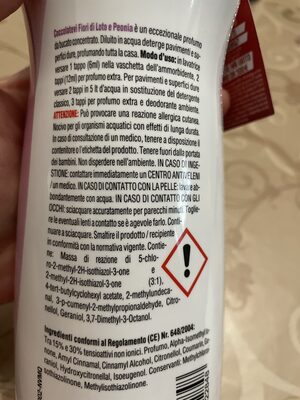 Coccolatevi Fiori di Loto e Peonia è un eccezionale profumo
da bucato concentrato. Diluito in acqua deterge pavimenti e su-
perfici dure, profumando tutta la casa. Modo d'uso: in lavatrice
versare 1 tappo (6ml) nella vaschetta dell'ammorbidente, 2
tappi (12ml) per profumo extra. Per pavimenti e superfici dure
versare 2 tappi in 5 lt d'acqua in sostituzione del detergente
classico, 3 tappi per profumo extra e deodorante ambiente.
ATTENZIONE: Può provocare una reazione allergica cutanea.
Nocivo per gli organismi acquatici con effetti di lunga durata.
In caso di consultazione di un medico, tenere a disposizione il
contenitore o l'etichetta del prodotto. Tenere fuori dalla portata
dei bambini. Non disperdere nell'ambiente. IN CASO DI INGE-
STIONE: contattare immediatamente un CENTRO ANTIVELENI
/ un medico. IN CASO DI CONTATTO CON LA PELLE: lavare ab-
bondantemente con acqua. IN CASO DI CONTATTO CON GLI
OCCHI: sciacquare accuratamente per parecchi minuti. Toglie-
re le eventuali lenti a contatto se è agevole farlo. Conti-
nuare a sciacquare. Smaltire il prodotto / recipiente
in conformità con la normativa vigente. Contie-
ne: Massa di reazione di 5-chlo-
ro-2-methyl-2H-isothiazol-3-one e
2-methyl-2H-isothiazol-3-one (3:1),
4-tert-butylcyclohexyl acetate, 2-methylundeca-
nal, 3-p-cumenyl-2-methylpropionaldehyde, Citro-
nellol, Geraniol, 3,7-Dimethyl-3-Octanol.
Ingredienti conformi al Regolamento (CE) Nr. 648/2004:
Tra 15% e 30% tensioattivi non ionici. Profumo, Alpha-Isomethyl
none, Amyl Cinnamal, Cinnamyl Alcohol, Citronellol, Coumarin,
raniol, Hydroxycitronellal, Isoeugenol. Conservanti:
isothiazolinone, Methylisothiazolinone.